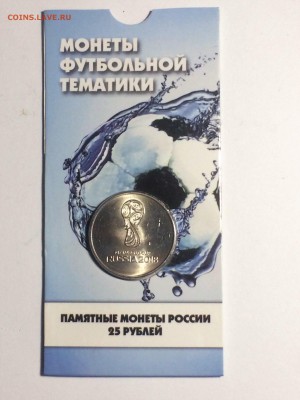 COINS.LAVE.RU
МОНЕТЫ
ФУТБОЛЬНОЙ
ТЕМАТИКИ
RUSSIA 2018
ПАМЯТНЫЕ МОНЕТЫ РОССИИ
25 РУБЛЕЙ